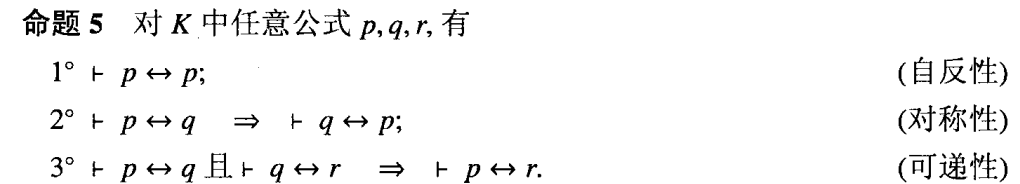 命题 5 对 K 中任意公式 p, q, r, 有
1° ⊢ p ↔ p; (自反性)
2° ⊢ p ↔ q ⇒ ⊢ q ↔ p; (对称性)
3° ⊢ p ↔ q 且 ⊢ q ↔ r ⇒ ⊢ p ↔ r. (可递性)